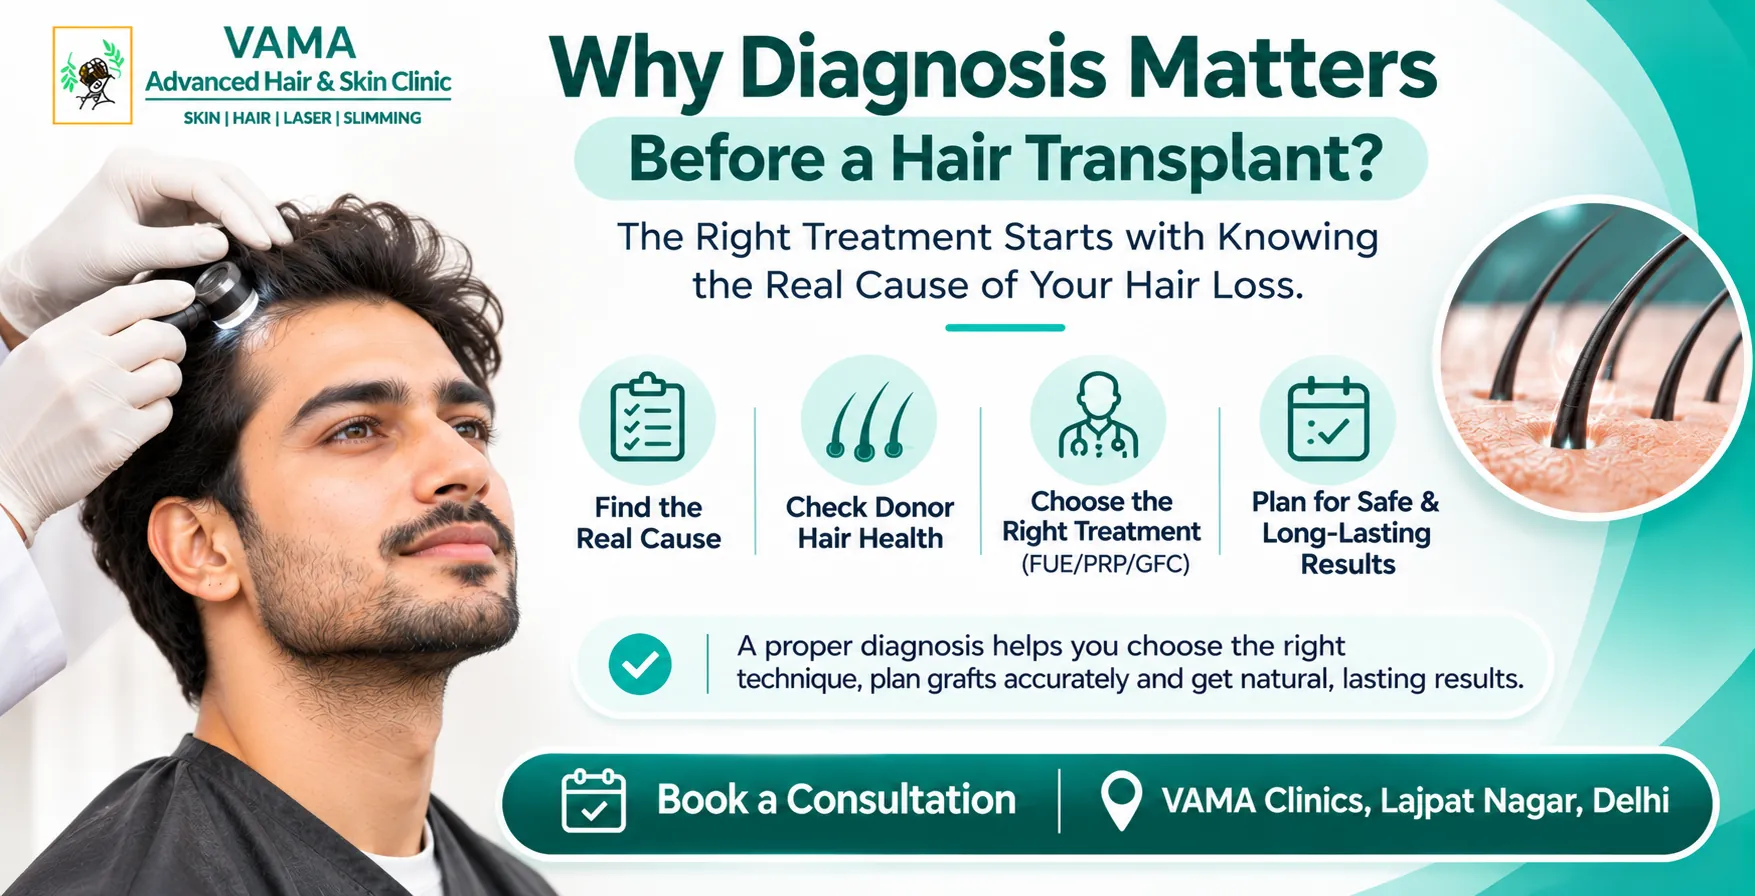 VAMA
Advanced Hair & Skin Clinic
SKIN | HAIR | LASER | SLIMMING
Why Diagnosis Matters
Before a Hair Transplant?
The Right Treatment Starts with Knowing
the Real Cause of Your Hair Loss.
Find the
Real Cause
Check Donor
Hair Health
Choose the
Right Treatment
(FUE/PRP/GFC)
Plan for Safe &
Long-Lasting
Results
A proper diagnosis helps you choose the right
technique, plan grafts accurately and get natural, lasting results.
Book a Consultation
VAMA Clinics, Lajpat Nagar, Delhi